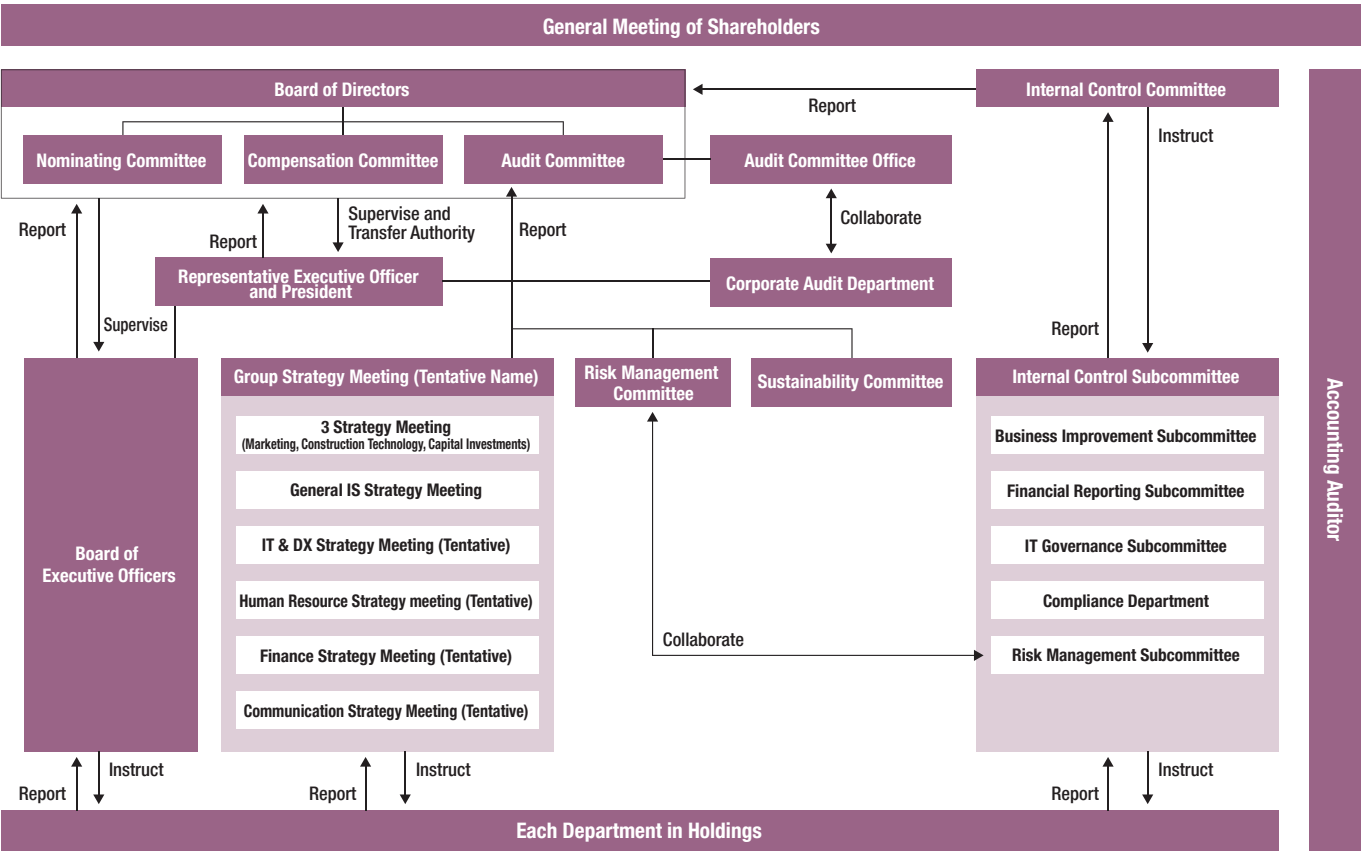 General Meeting of Shareholders
Board of Directors
Internal Control Committee
Report
Instruct
Nominating Committee
Compensation Committee
Audit Committee
Audit Committee Office
Report
Report
Supervise and
Transfer Authority
Report
Collaborate
Representative Executive Officer
and President
Corporate Audit Department
Supervise
Report
Group Strategy Meeting (Tentative Name)
Risk Management
Committee
Sustainability Committee
Internal Control Subcommittee
3 Strategy Meeting
(Marketing, Construction Technology, Capital Investments)
General IS Strategy Meeting
IT & DX Strategy Meeting (Tentative)
Human Resource Strategy meeting (Tentative)
Finance Strategy Meeting (Tentative)
Communication Strategy Meeting (Tentative)
Board of
Executive Officers
Collaborate
Business Improvement Subcommittee
Financial Reporting Subcommittee
IT Governance Subcommittee
Compliance Department
Risk Management Subcommittee
Accounting Auditor
Report
Instruct
Report
Instruct
Report
Instruct
Each Department in Holdings